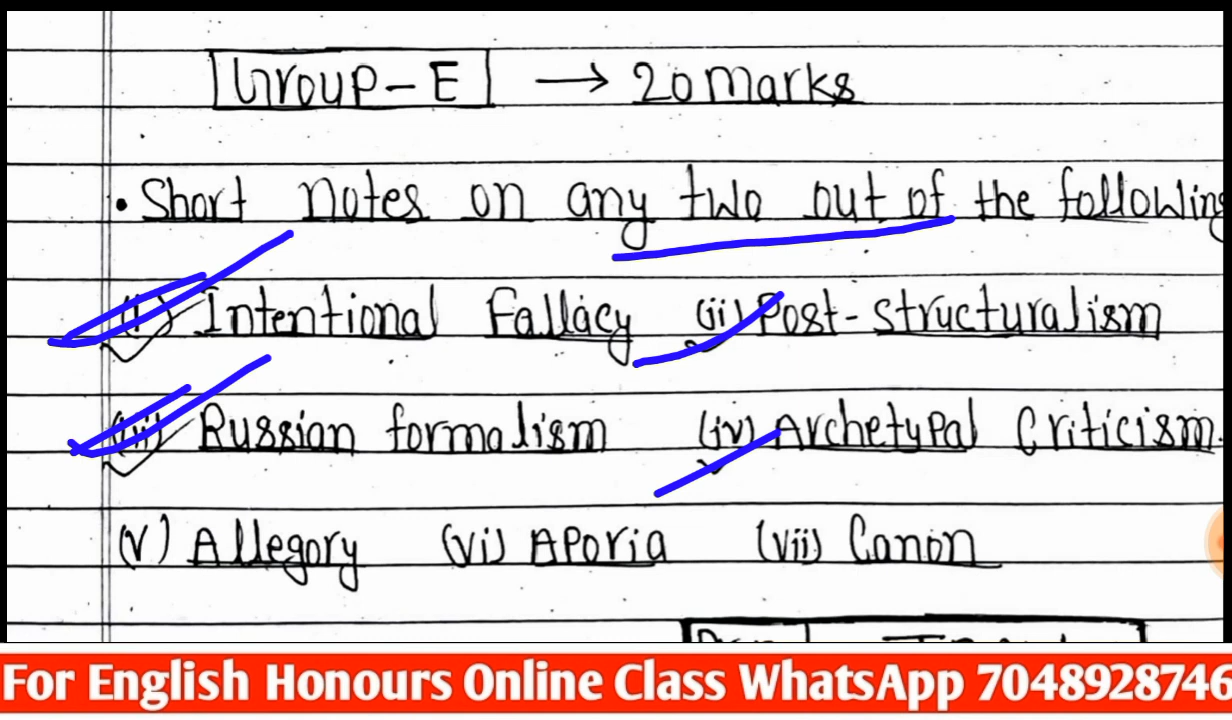 Group-E → 20 Marks
• Short notes on any two out of the following
(i) Intentional Fallacy (ii) Post-structuralism
(iii) Russian formalism (iv) Archetypal Criticism.
(v) Allegory (vi) Aporia (vii) Canon
For English Honours Online Class WhatsApp 7048928746